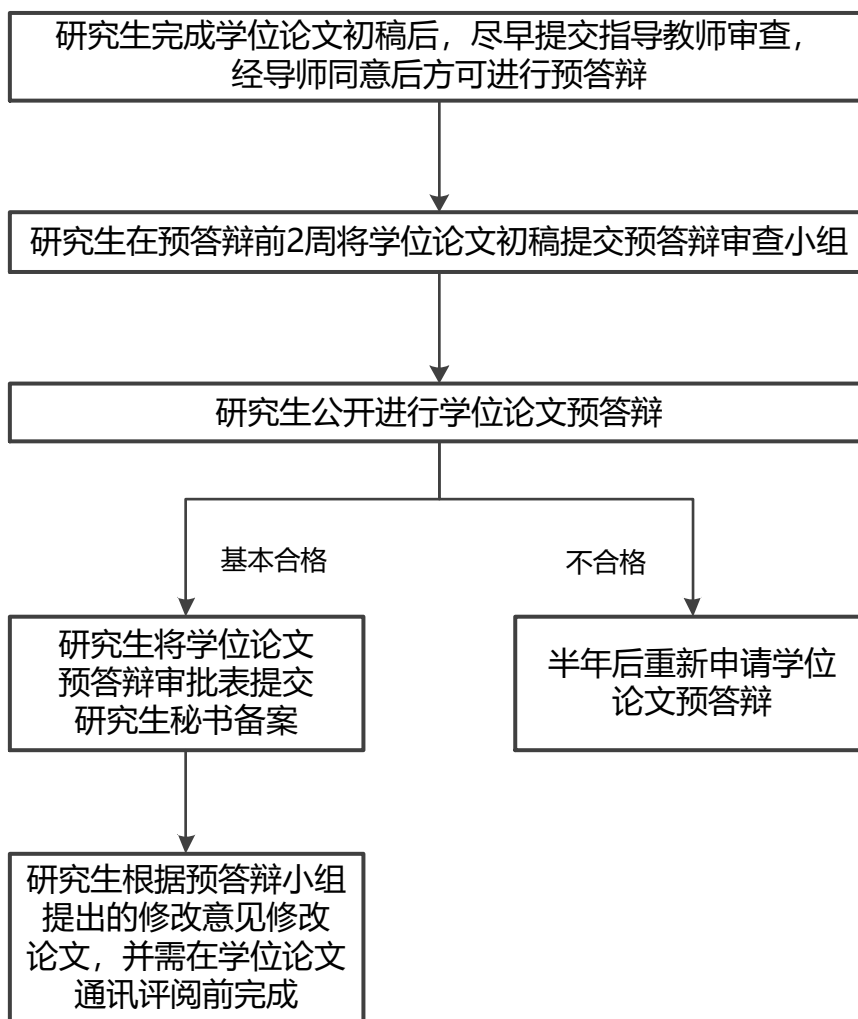 研究生完成学位论文初稿后，尽早提交指导教师审查，
经导师同意后方可进行预答辩
研究生在预答辩前2周将学位论文初稿提交预答辩审查小组
研究生公开进行学位论文预答辩
基本合格
不合格
研究生将学位论文
预答辩审批表提交
研究生秘书备案
半年后重新申请学位
论文预答辩
研究生根据预答辩小组
提出的修改意见修改
论文，并需在学位论文
通讯评阅前完成